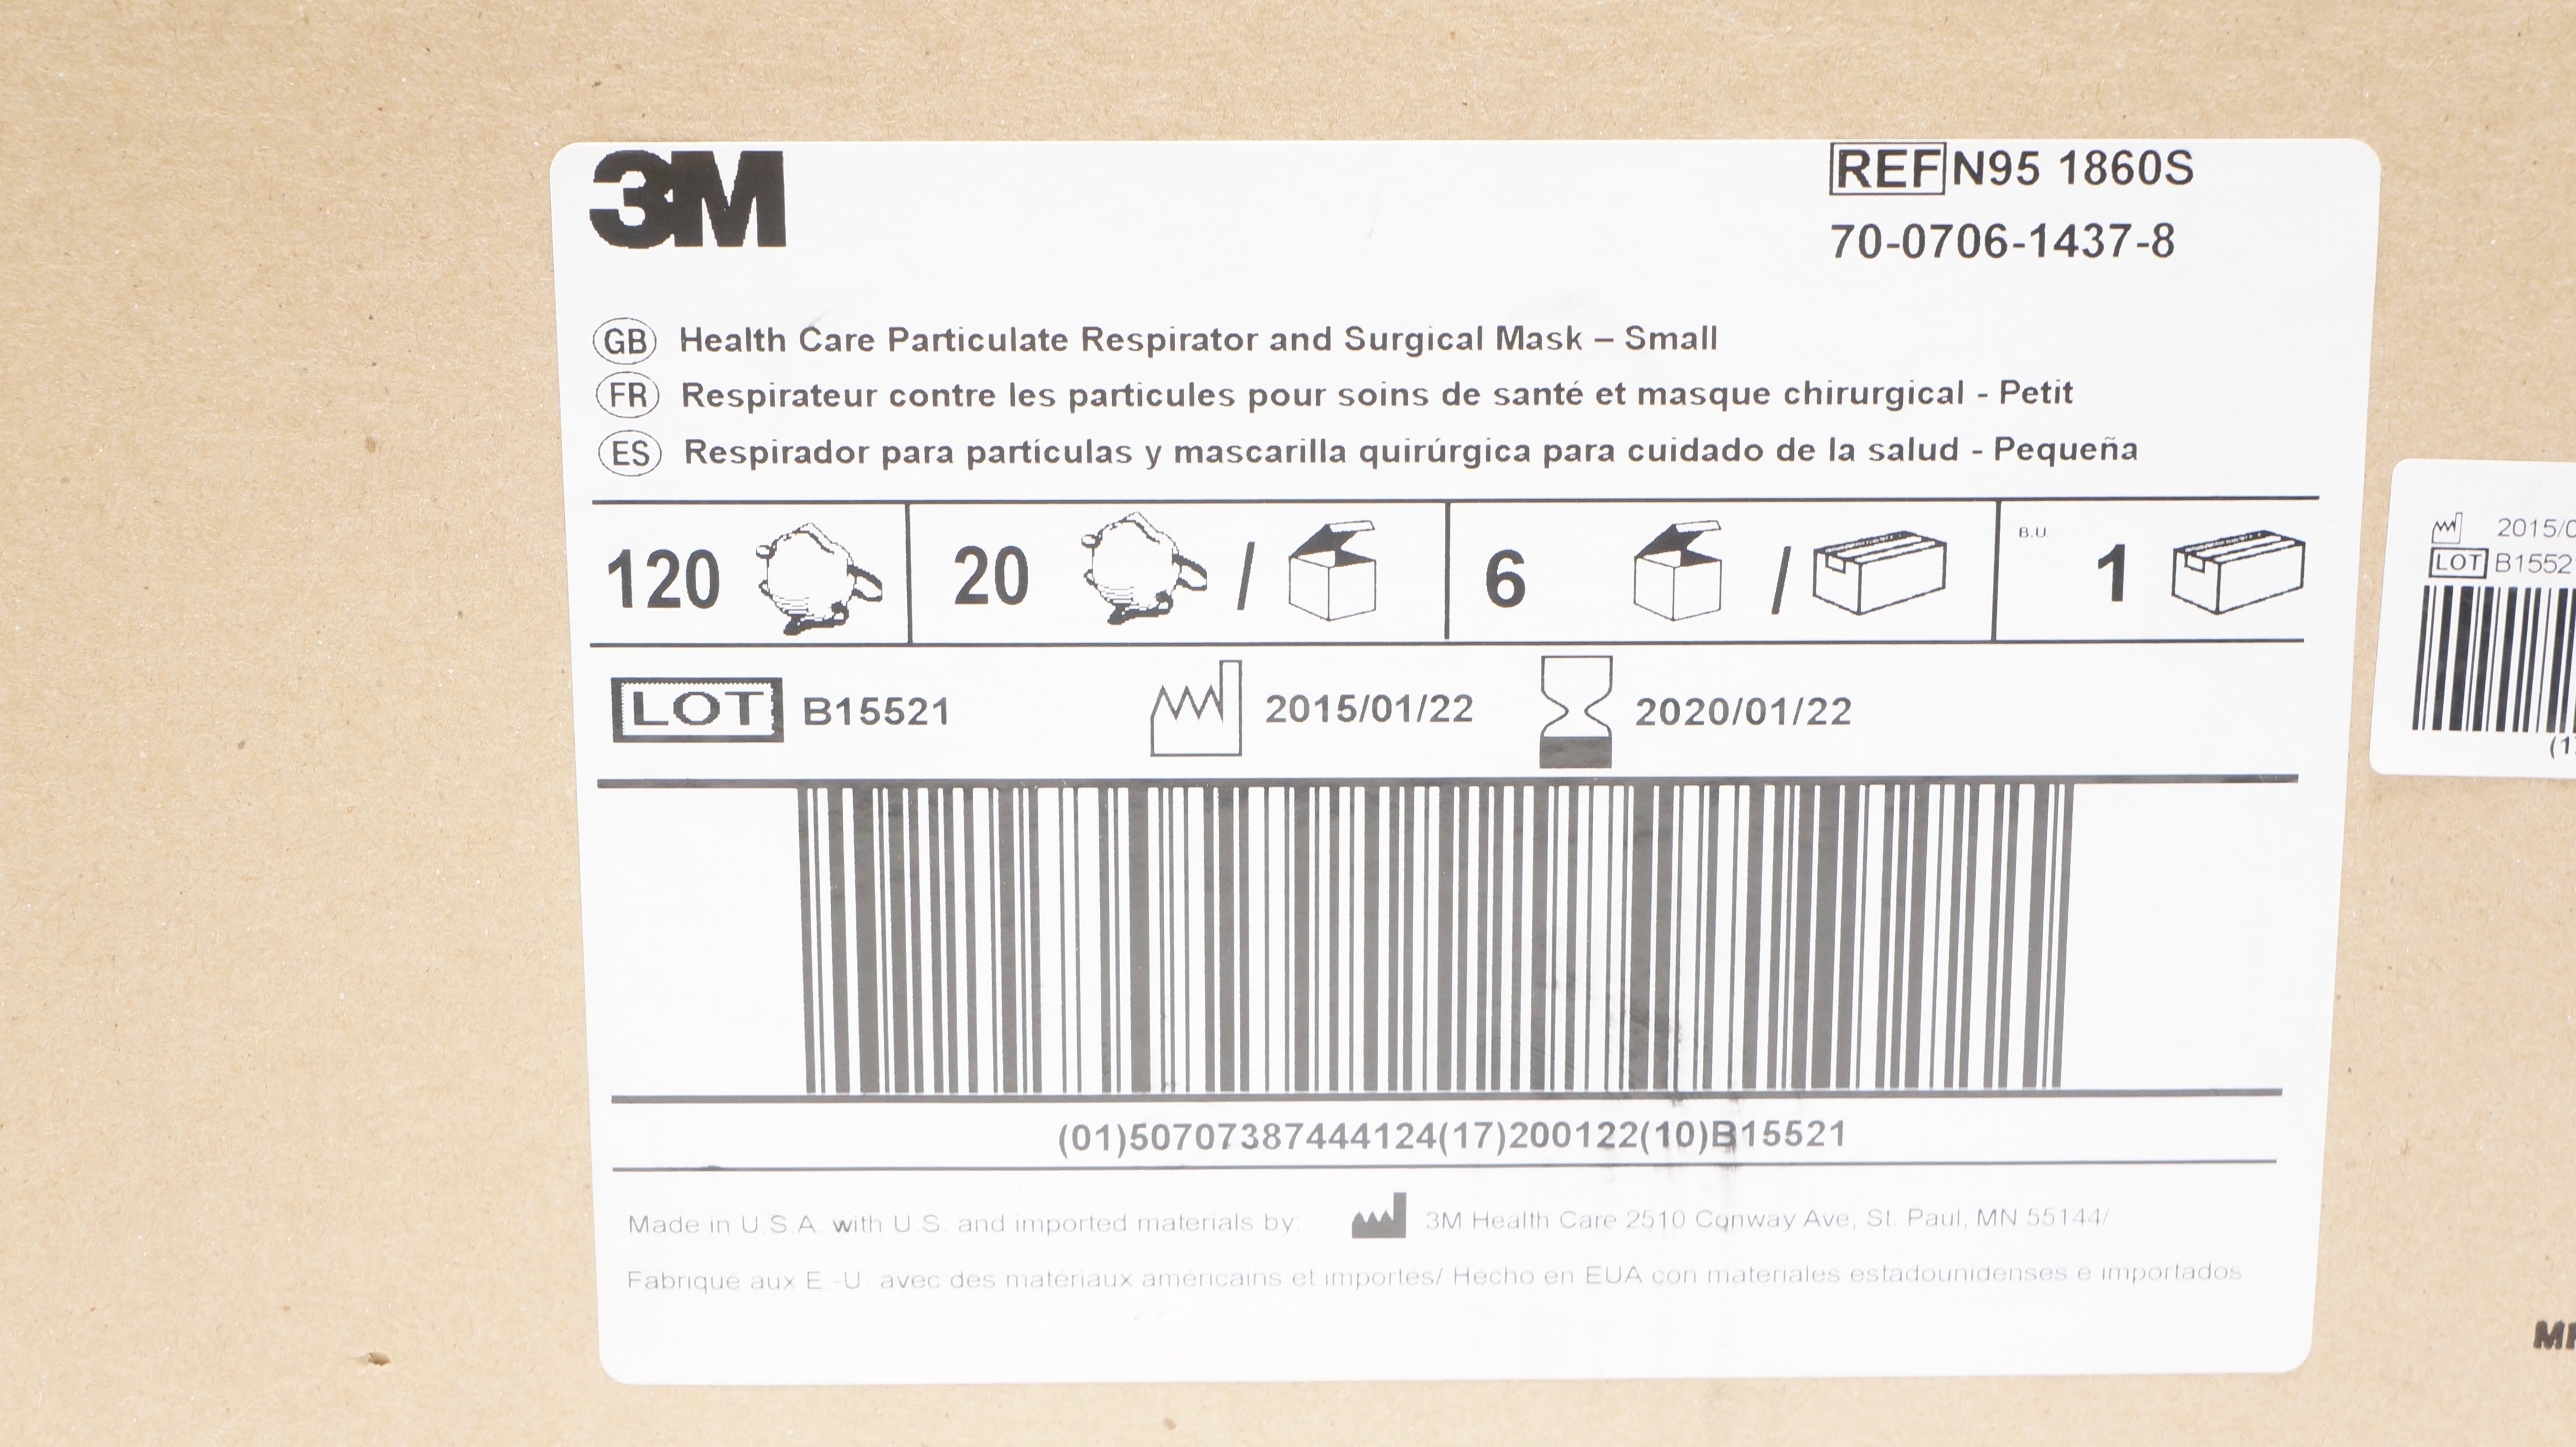 3M
REF N95 1860S
70-0706-1437-8
GB Health Care Particulate Respirator and Surgical Mask – Small
FR Respirateur contre les particules pour soins de santé et masque chirurgical - Petit
ES Respirador para partículas y mascarilla quirúrgica para cuidado de la salud - Pequeña
120 20 / 6 / B.U. 1
LOT B15521 2015/01/22 2020/01/22
(01)50707387444124(17)200122(10)B15521
Made in U.S.A. with U.S. and imported materials by: 3M Health Care 2510 Conway Ave, St. Paul, MN 55144/
Fabriqué aux E.-U. avec des matériaux américains et importés/ Hecho en EUA con materiales estadounidenses e importados
2015/0
LOT B1552
(1